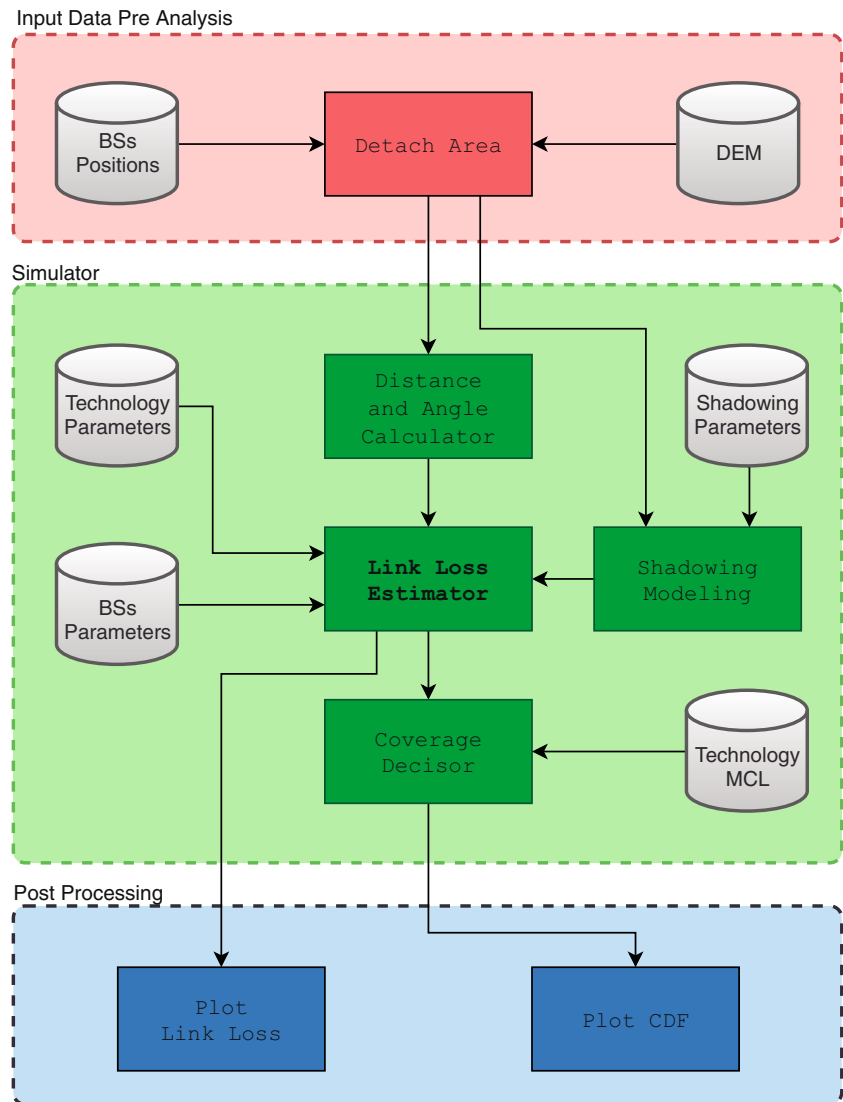 Input Data Pre Analysis
BSs
Positions
Detach Area
DEM
Simulator
Technology
Parameters
Distance
and Angle
Calculator
Shadowing
Parameters
BSs
Parameters
Link Loss
Estimator
Shadowing
Modeling
Coverage
Decisor
Technology
MCL
Post Processing
Plot
Link Loss
Plot CDF